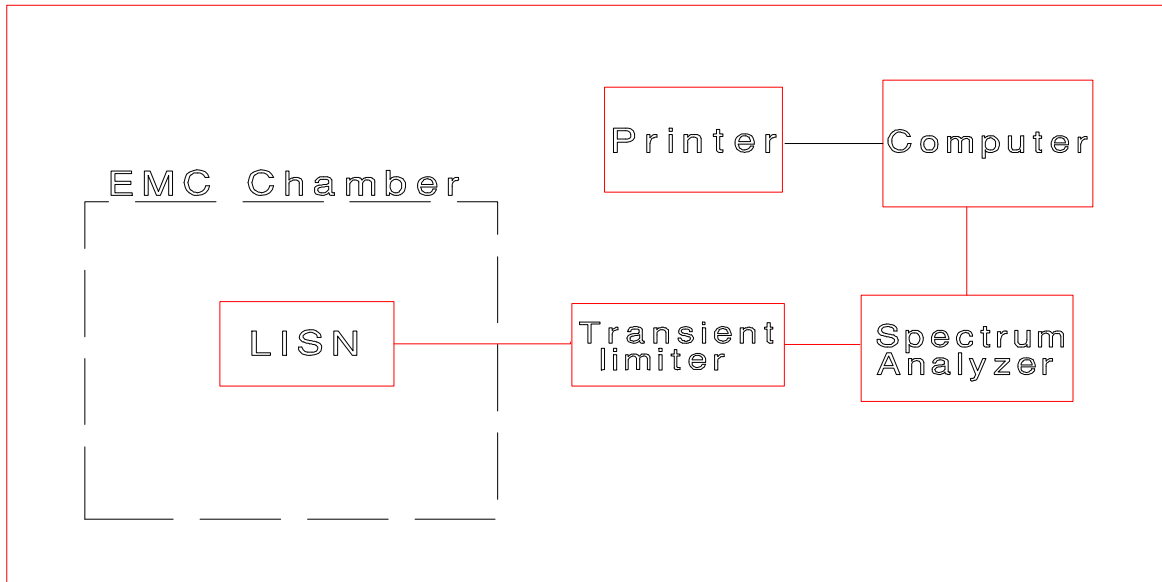 Printer
Computer
EMC Chamber
LISN
Transient
limiter
Spectrum
Analyzer